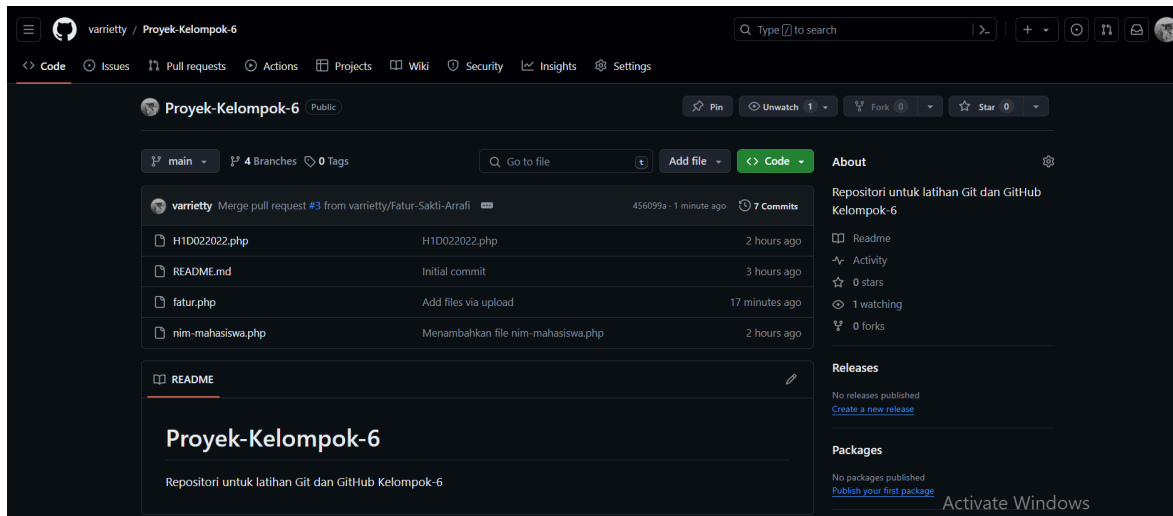 varrietty / Proyek-Kelompok-6
Type / to search
Code Issues Pull requests Actions Projects Wiki Security Insights Settings
Proyek-Kelompok-6 Public
Pin Unwatch 1 Fork 0 Star 0
main 4 Branches 0 Tags Go to file t Add file Code
varrietty Merge pull request #3 from varrietty/Fatur-Sakti-Arrafi 456099a · 1 minute ago 7 Commits
H1D022022.php H1D022022.php 2 hours ago
README.md Initial commit 3 hours ago
fatur.php Add files via upload 17 minutes ago
nim-mahasiswa.php Menambahkan file nim-mahasiswa.php 2 hours ago
README
Proyek-Kelompok-6
Repositori untuk latihan Git dan GitHub Kelompok-6
About
Repositori untuk latihan Git dan GitHub
Kelompok-6
Readme
Activity
0 stars
1 watching
0 forks
Releases
No releases published
Create a new release
Packages
No packages published
Publish your first package
Activate Windows